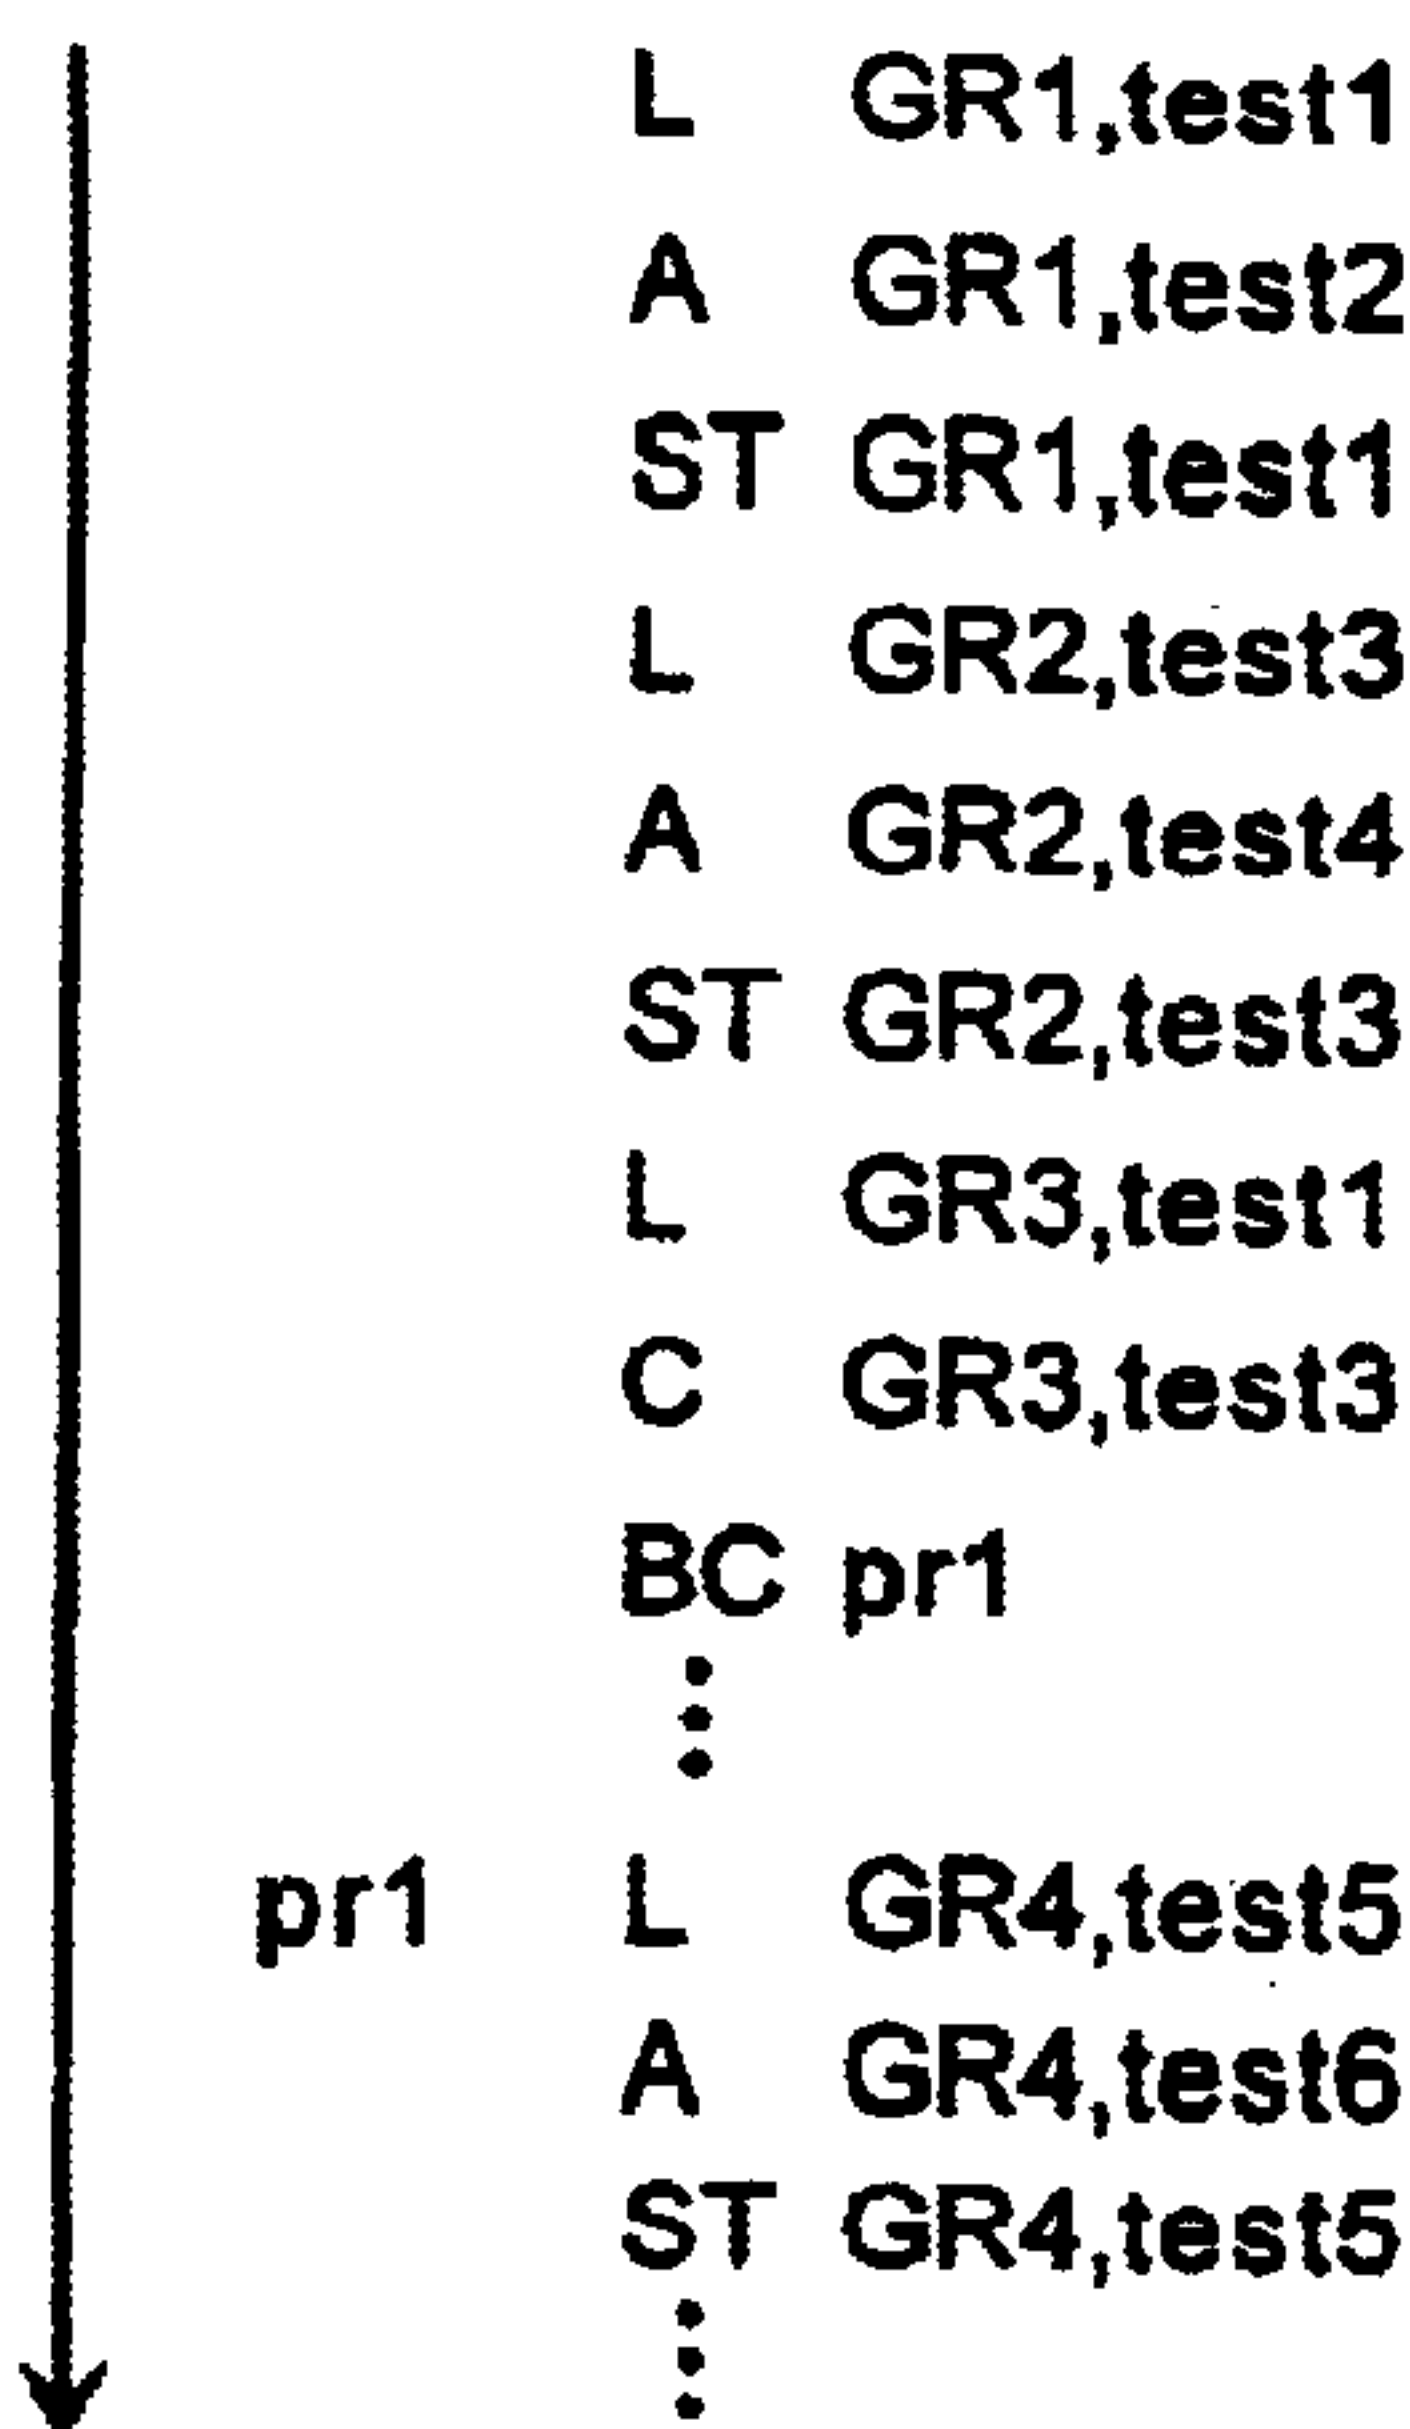 L GR1,test1
A GR1,test2
ST GR1,test1
L GR2,test3
A GR2,test4
ST GR2,test3
L GR3,test1
C GR3,test3
BC pr1
pr1 L GR4,test5
A GR4,test6
ST GR4,test5